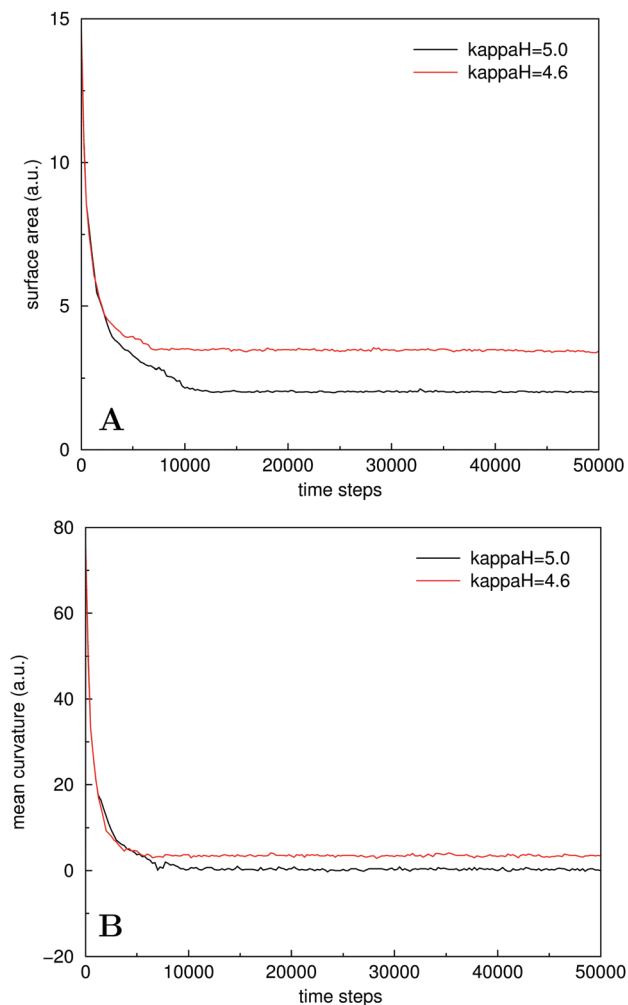 15
kappaH=5.0
kappaH=4.6
10
surface area (a.u.)
5
A
0
0 10000 20000 30000 40000 50000
time steps
80
kappaH=5.0
kappaH=4.6
60
40
mean curvature (a.u.)
20
0
B
−20
0 10000 20000 30000 40000 50000
time steps